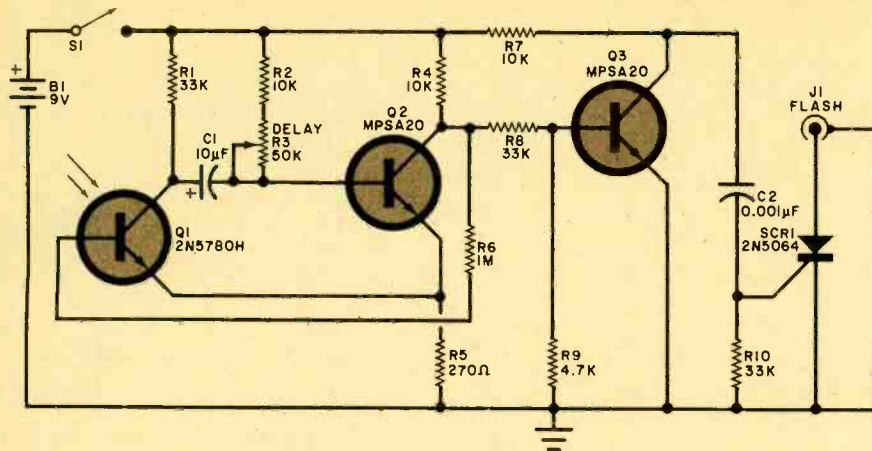 S1
+
B1
9V
R1
33K
R2
10K
DELAY
R3
50K
C1
10µF
+
Q1
2N5780H
R4
10K
Q2
MPSA20
R6
1M
R5
270Ω
R7
10K
R8
33K
R9
4.7K
Q3
MPSA20
C2
0.001µF
J1
FLASH
SCR1
2N5064
R10
33K